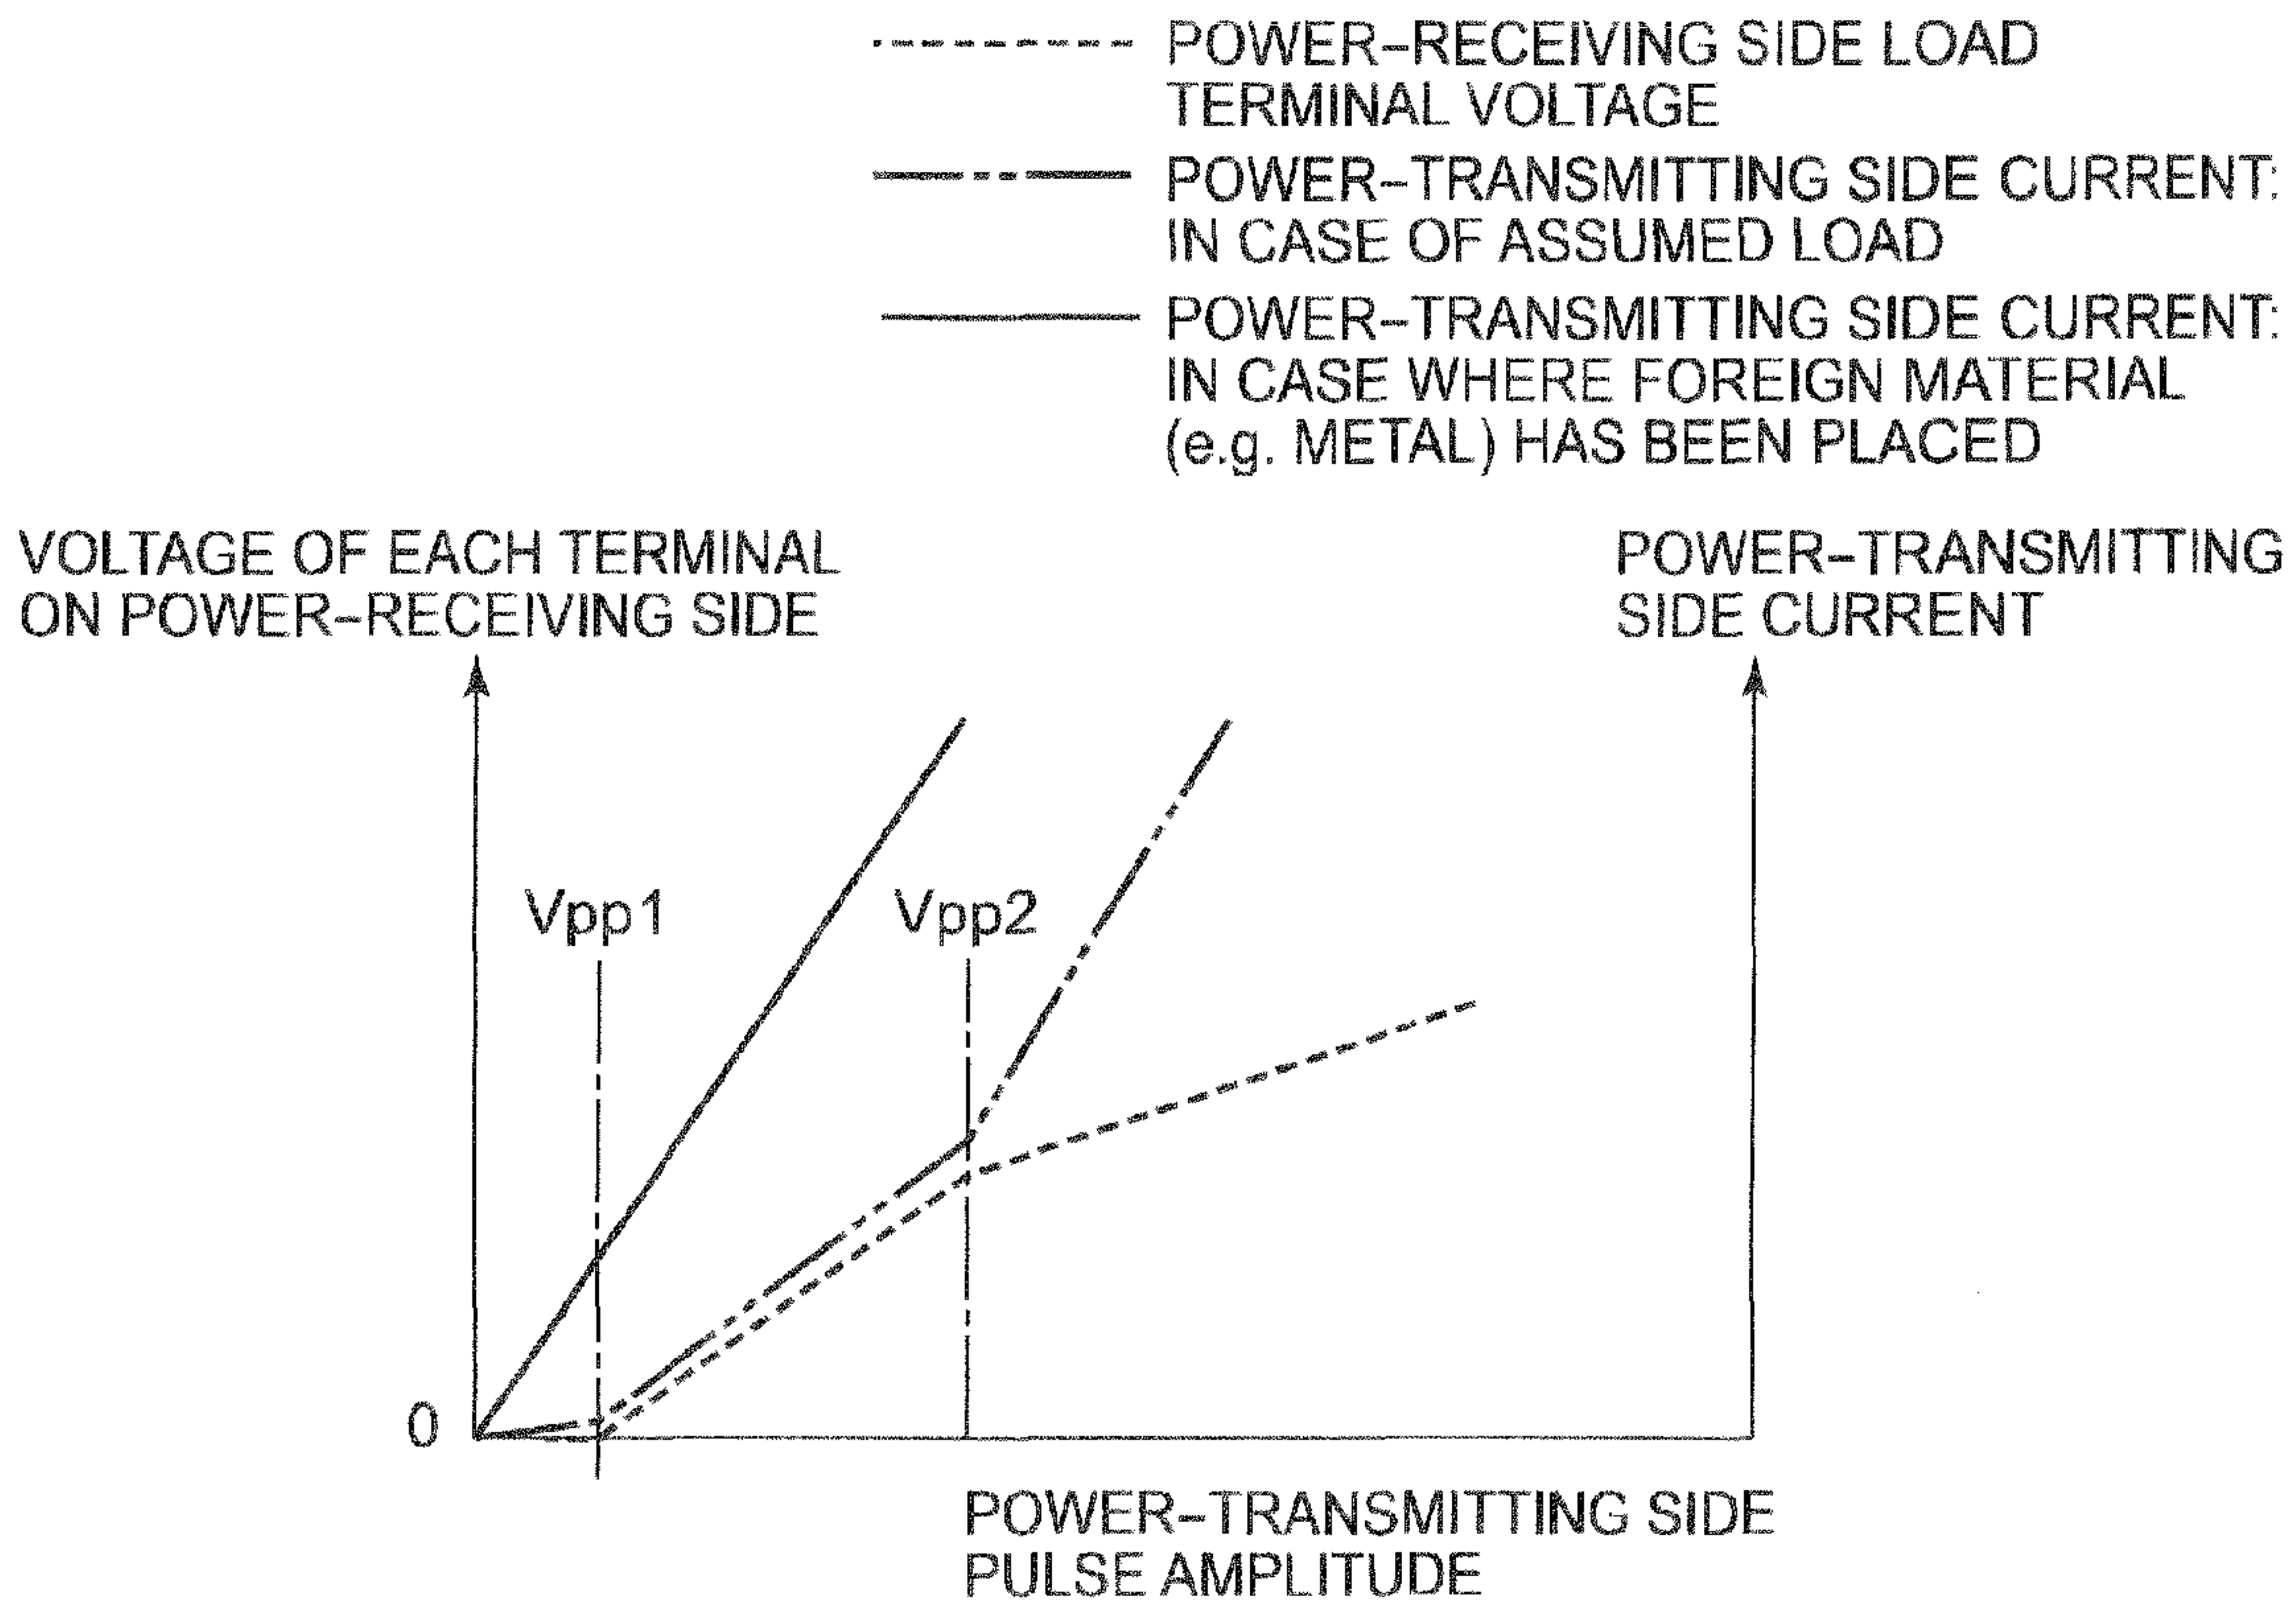 POWER-RECEIVING SIDE LOAD
TERMINAL VOLTAGE
POWER-TRANSMITTING SIDE CURRENT:
IN CASE OF ASSUMED LOAD
POWER-TRANSMITTING SIDE CURRENT:
IN CASE WHERE FOREIGN MATERIAL
(e.g. METAL) HAS BEEN PLACED
VOLTAGE OF EACH TERMINAL
ON POWER-RECEIVING SIDE
POWER-TRANSMITTING
SIDE CURRENT
Vpp1
Vpp2
0
POWER-TRANSMITTING SIDE
PULSE AMPLITUDE